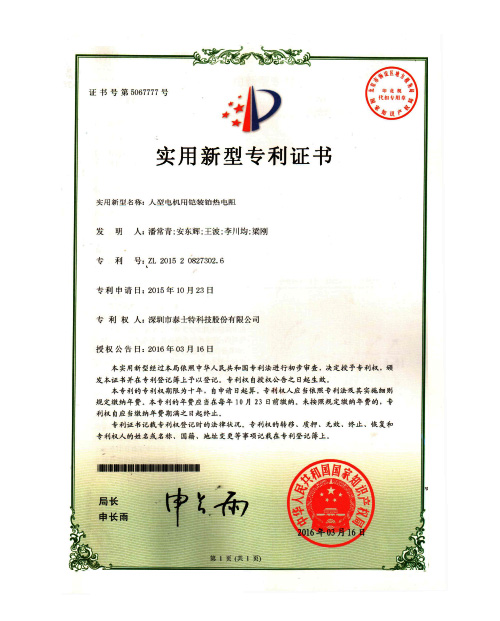 证书号第5067777号
实用新型专利证书
实用新型名称：人型电机用铠装铂热电阻
发明人：潘常青;安东辉;王波;李川均;梁刚
专利号：ZL 2015 2 0827302.6
专利申请日：2015年10月23日
专利权人：深圳市泰士特科技股份有限公司
授权公告日：2016年03月16日
本实用新型经过本局依照中华人民共和国专利法进行初步审查，决定授予专利权，颁
发本证书并在专利登记簿上予以登记。专利权自授权公告之日起生效。
本专利的专利权期限为十年，自申请日起算。专利权人应当依照专利法及其实施细则
规定缴纳年费。本专利的年费应当在每年10月23日前缴纳。未按照规定缴纳年费的，专
利权自应当缴纳年费期满之日起终止。
专利证书记载专利权登记时的法律状况。专利权的转移、质押、无效、终止、恢复和
专利权人的姓名或名称、国籍、地址变更等事项记载在专利登记簿上。
局长
申长雨
申长雨
中华人民共和国国家知识产权局
2016年03月16日
第1页(共1页)